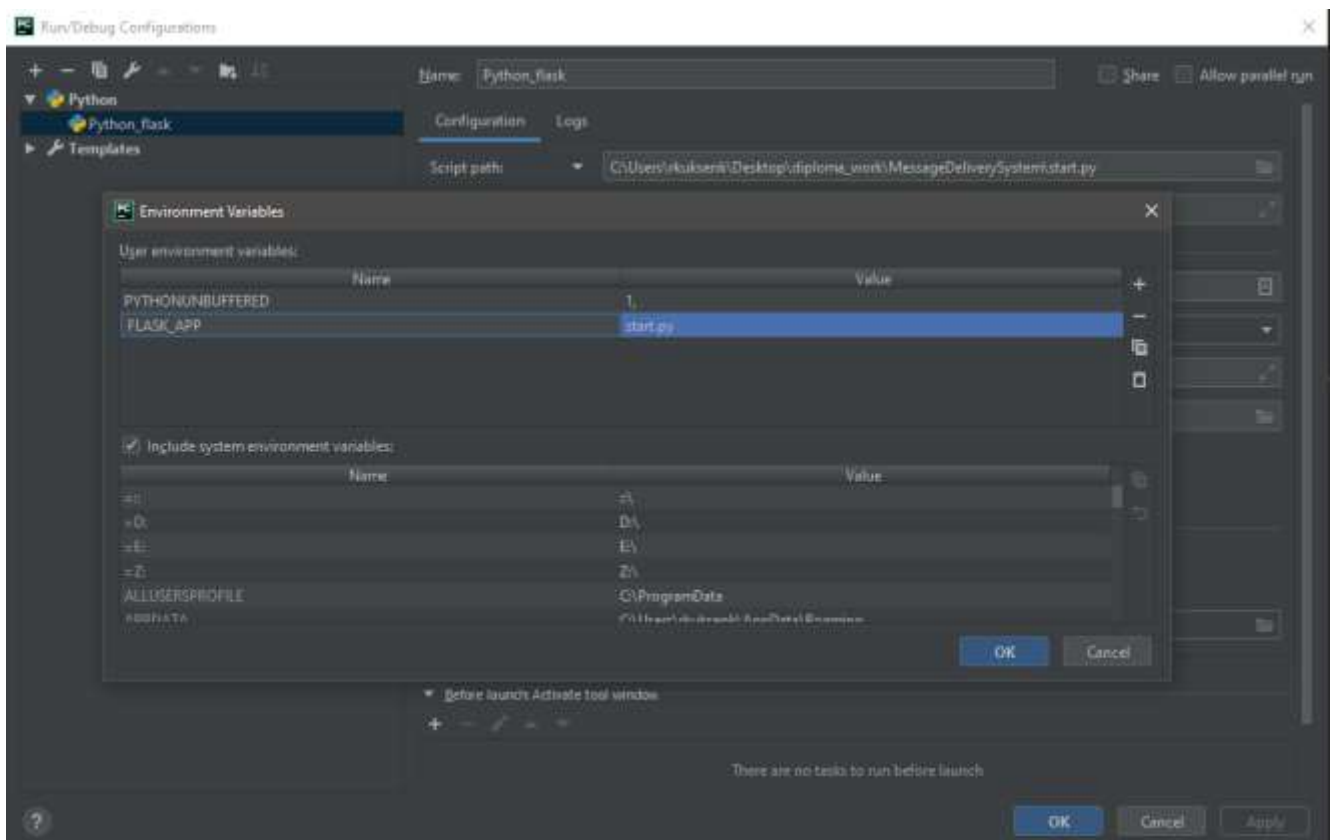 Run/Debug Configurations
Name: Python_flask
Share
Allow parallel run
Python
Python_flask
Templates
Configuration
Logs
Script path:
C:\Users\rkuksenk\Desktop\diploma_work\MessageDeliverySystem\start.py
Environment Variables
User environment variables:
Name Value
PYTHONUNBUFFERED 1,
FLASK_APP start.py
Include system environment variables:
Name Value
=D: D:\
=E: E:\
=Z: Z:\
ALLUSERSPROFILE C:\ProgramData
APPDATA
OK Cancel
Before launch: Activate tool window
There are no tasks to run before launch
OK Cancel Apply